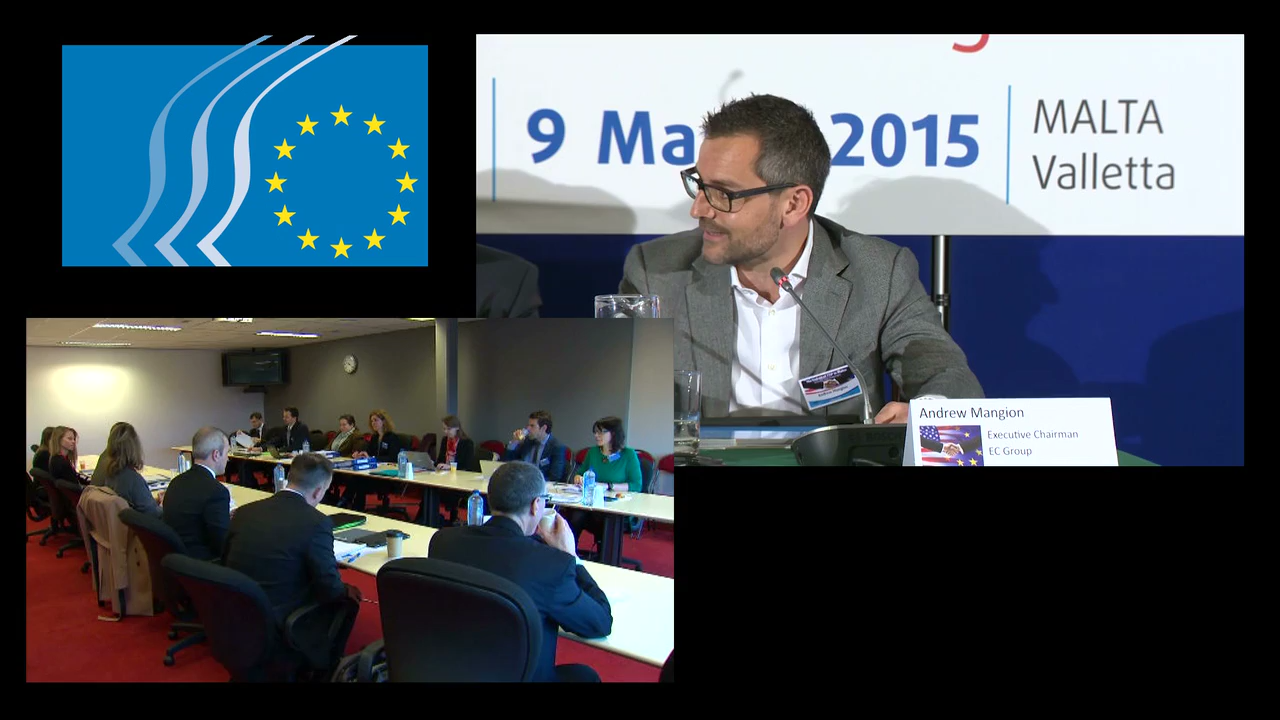 9 Ma 2015
MALTA
Valletta
Andrew Mangion
Executive Chairman
EC Group